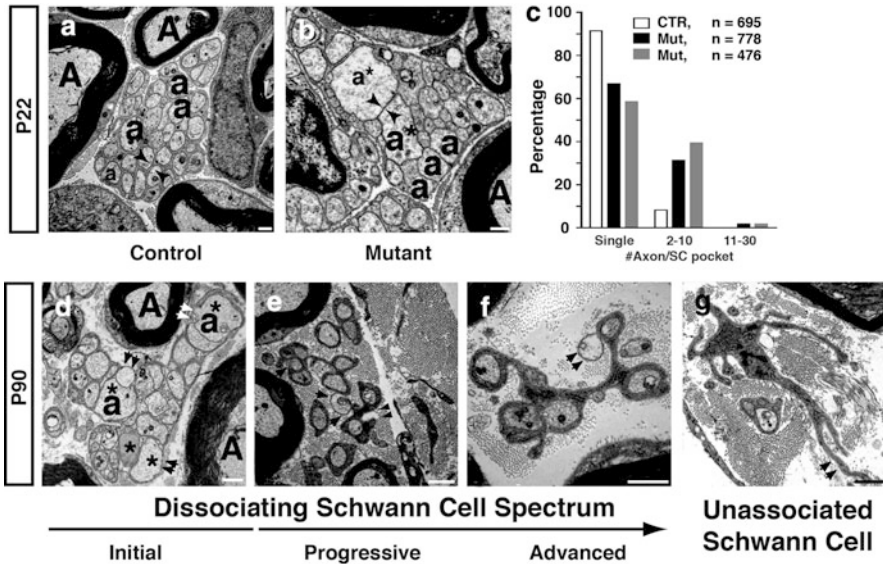 P22
a
A
A
a
a
a
a
Control
b
a*
a*
a
a
A
Mutant
c
CTR, n = 695
Mut, n = 778
Mut, n = 476
Percentage
100
80
60
40
20
0
Single 2-10 11-30
#Axon/SC pocket
P90
d
A
*
a
*
a
*
*
A
e
f
g
Dissociating Schwann Cell Spectrum
Initial Progressive Advanced
Unassociated
Schwann Cell